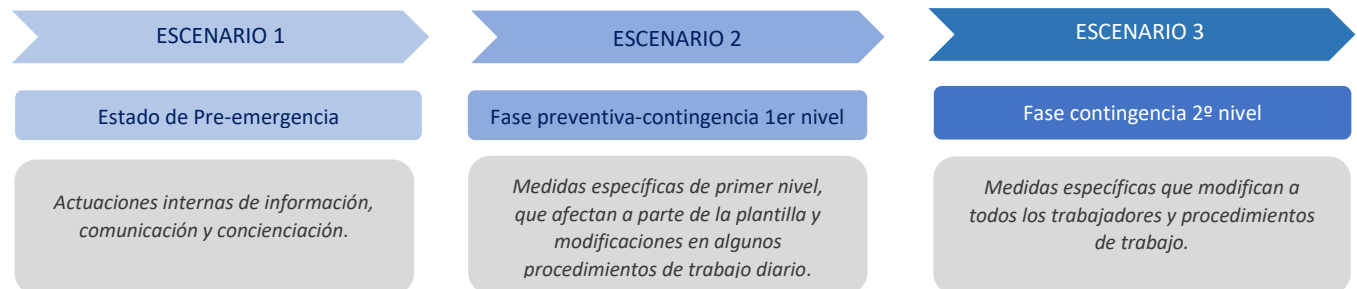 ESCENARIO 1
Estado de Pre-emergencia
Actuaciones internas de información,
comunicación y concienciación.
ESCENARIO 2
Fase preventiva-contingencia 1er nivel
Medidas específicas de primer nivel,
que afectan a parte de la plantilla y
modificaciones en algunos
procedimientos de trabajo diario.
ESCENARIO 3
Fase contingencia 2º nivel
Medidas específicas que modifican a
todos los trabajadores y procedimientos
de trabajo.